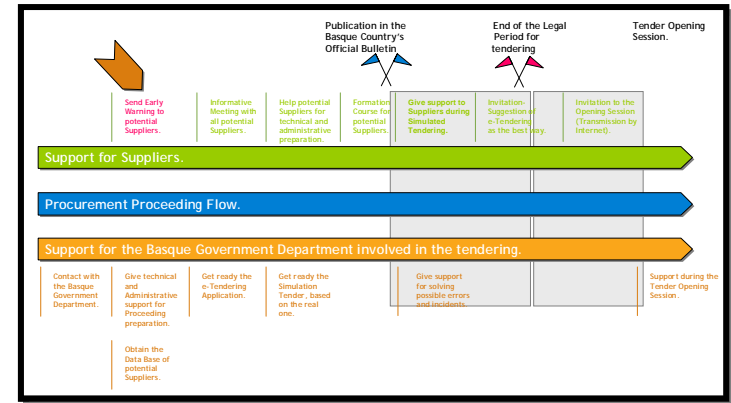 Publication in the
Basque Country's
Official Bulletin
End of the Legal
Period for
tendering
Tender Opening
Session.
Send Early
Warning to
potential
Suppliers.
Informative
Meeting with
all potential
Suppliers.
Help potential
Suppliers for
technical and
administrative
preparation.
Formation
Course for
potential
Suppliers.
Give support to
Suppliers during
Simulated
Tendering.
Invitation-
Suggestion of
e-Tendering
as the best way.
Invitation to the
Opening Session
(Transmission by
Internet).
Support for Suppliers.
Procurement Proceeding Flow.
Support for the Basque Government Department involved in the tendering.
Contact with
the Basque
Government
Department.
Give technical
and
Administrative
support for
Proceeding
preparation.
Get ready the
e-Tendering
Application.
Get ready the
Simulation
Tender, based
on the real
one.
Give support
for solving
possible errors
and incidents.
Support during the
Tender Opening
Session.
Obtain the
Data Base of
potential
Suppliers.